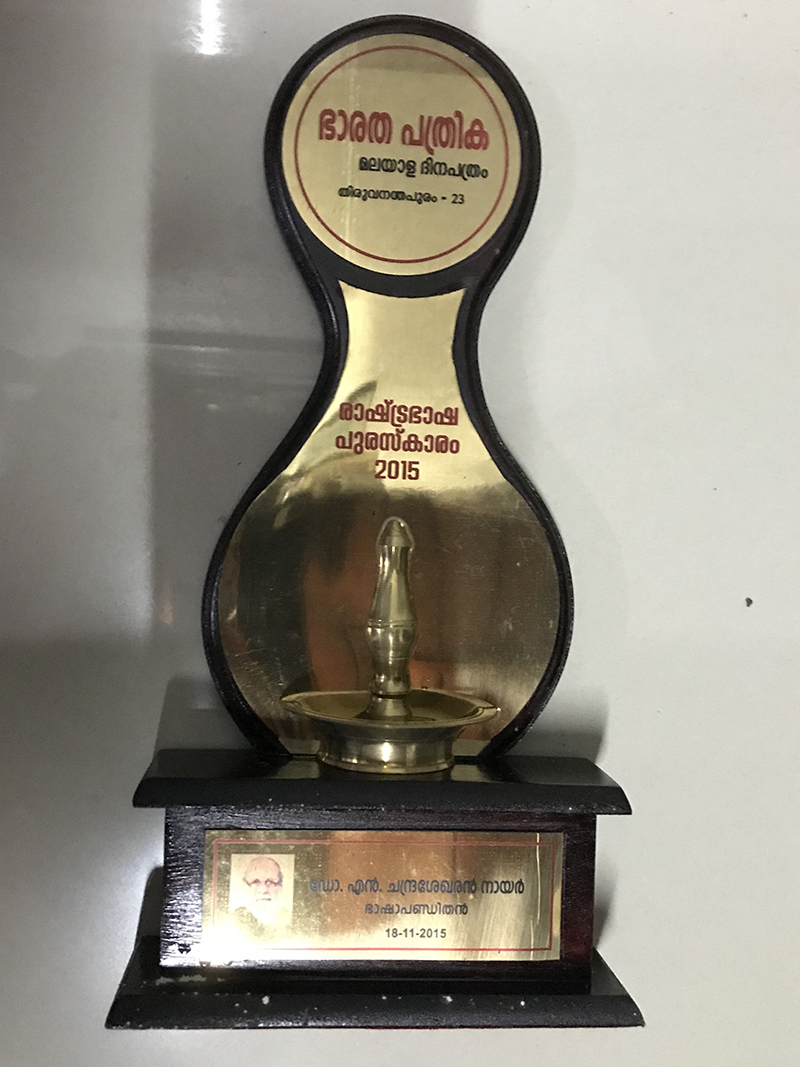 ഭാരത പത്രിക
മലയാള ദിനപത്രം
തിരുവനന്തപുരം - 23
രാഷ്ട്രഭാഷ
പുരസ്കാരം
2015
ഡോ. എൻ. ചന്ദ്രശേഖരൻ നായർ
ഭാഷാപണ്ഡിതൻ
18-11-2015